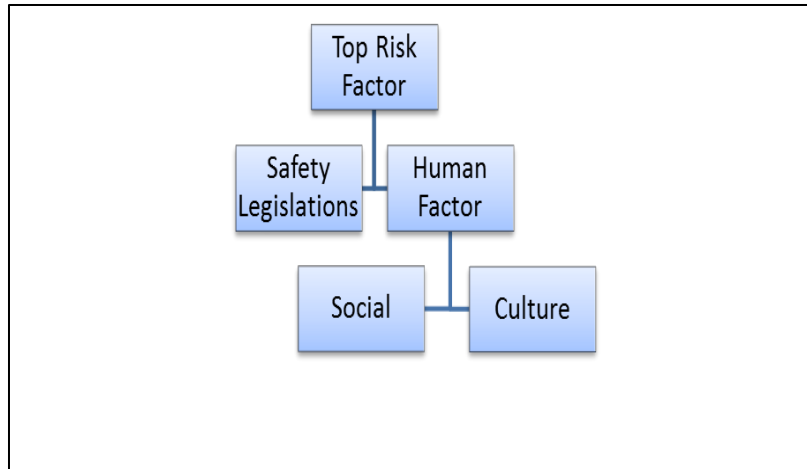 Top Risk
Factor
Safety
Legislations
Human
Factor
Social
Culture